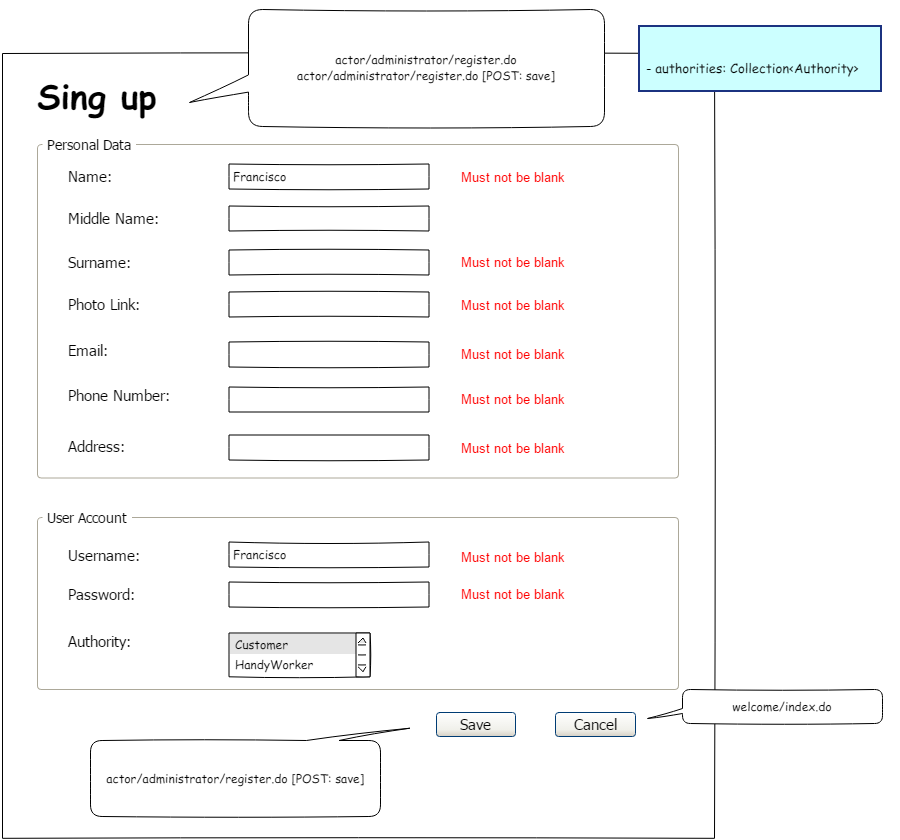 actor/administrator/register.do
actor/administrator/register.do [POST: save]
- authorities: Collection<Authority>
Sing up
Personal Data
Name: Francisco Must not be blank
Middle Name:
Surname: Must not be blank
Photo Link: Must not be blank
Email: Must not be blank
Phone Number: Must not be blank
Address: Must not be blank
User Account
Username: Francisco Must not be blank
Password: Must not be blank
Authority: Customer
HandyWorker
welcome/index.do
Save Cancel
actor/administrator/register.do [POST: save]